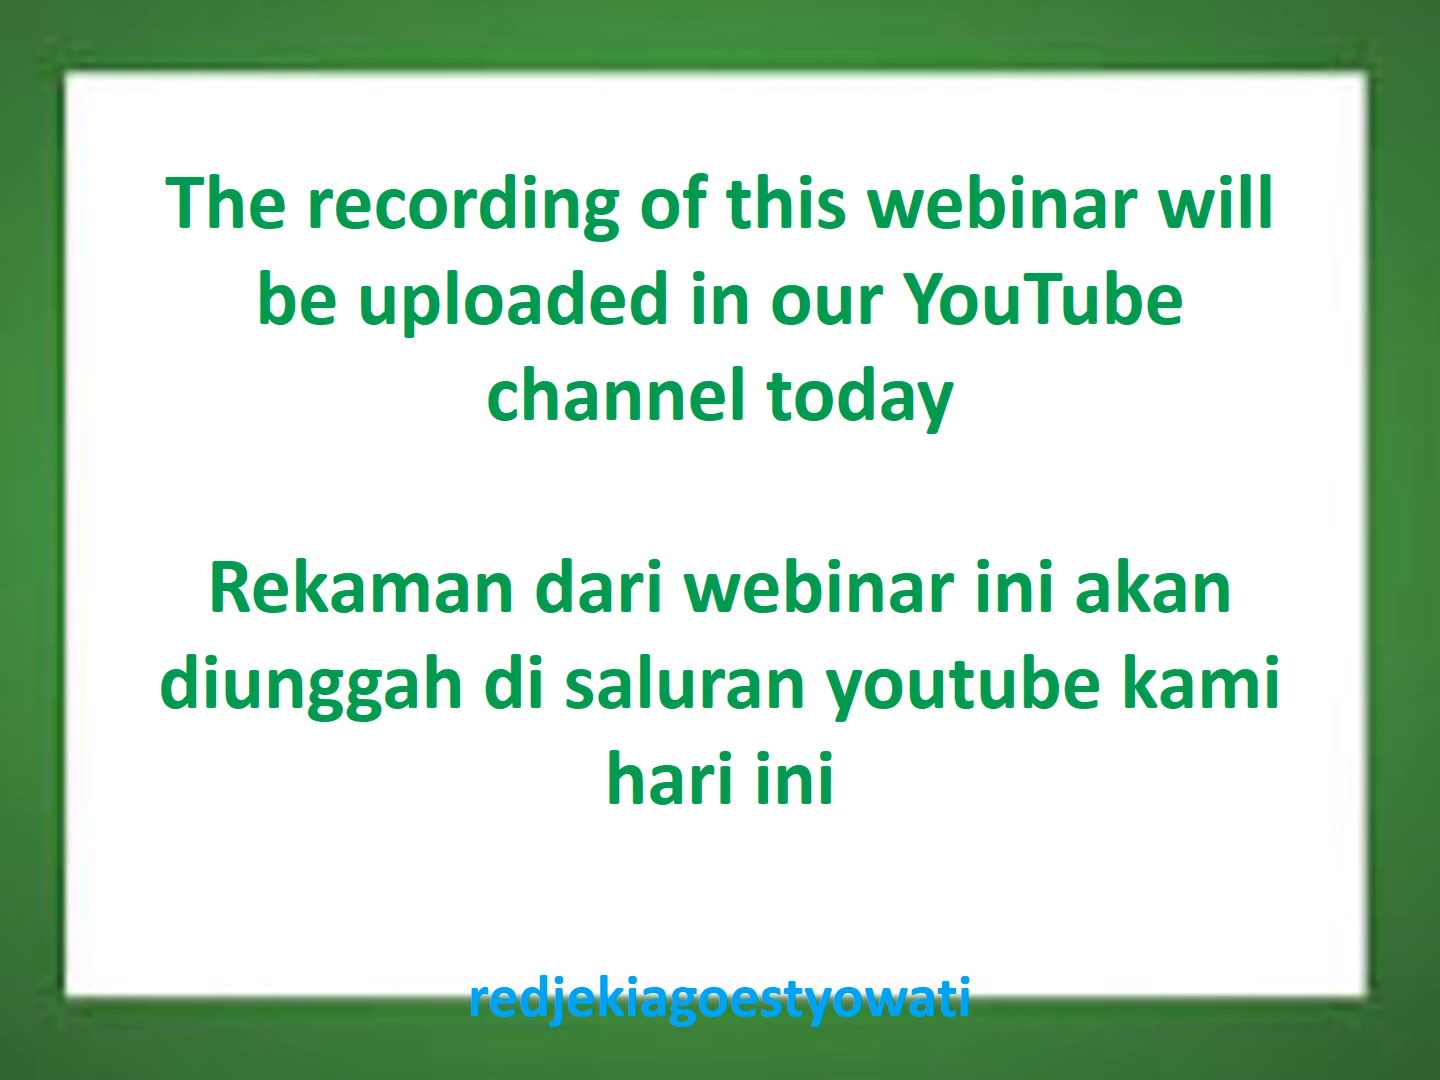 The recording of this webinar will
be uploaded in our YouTube
channel today
Rekaman dari webinar ini akan
diunggah di saluran youtube kami
hari ini
redjekiagoestyowati